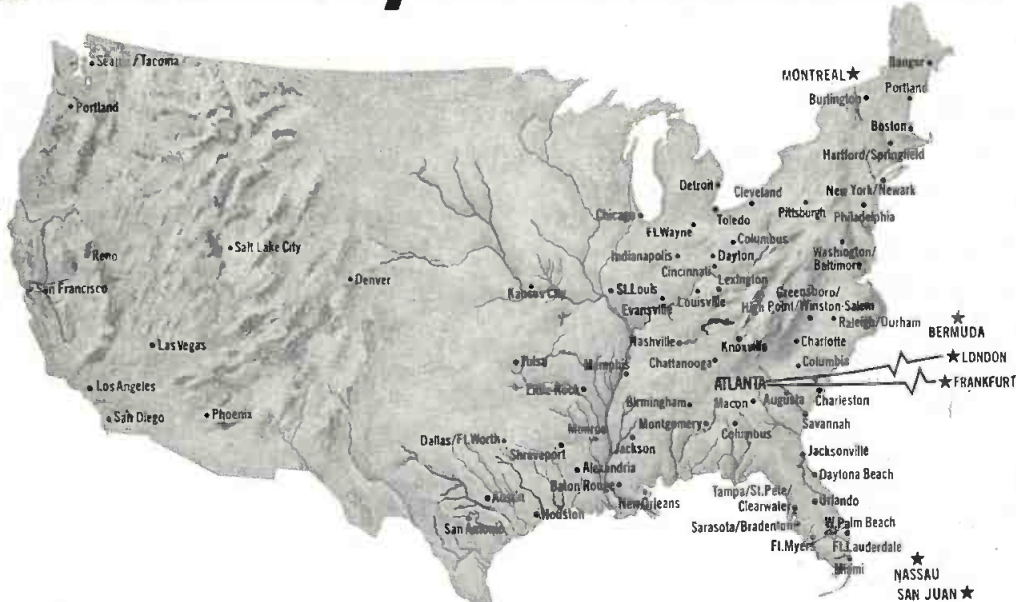 Seattle/Tacoma
Portland
Reno
San Francisco
Salt Lake City
Las Vegas
Los Angeles
San Diego
Phoenix
Denver
Kansas City
Tulsa
Little Rock
Dallas/Ft.Worth
Shreveport
Monroe
Alexandria
Baton Rouge
Austin
San Antonio
Houston
New Orleans
Jackson
Memphis
St.Louis
Evansville
Louisville
Nashville
Chattanooga
Knoxville
Birmingham
Montgomery
Columbus
Macon
ATLANTA
Augusta
Chicago
Detroit
Toledo
Cleveland
Ft.Wayne
Columbus
Indianapolis
Dayton
Cincinnati
Lexington
Pittsburgh
MONTREAL
Bangor
Burlington
Portland
Boston
Hartford/Springfield
New York/Newark
Philadelphia
Washington/
Baltimore
Greensboro/
High Point/Winston-Salem
Raleigh/Durham
Charlotte
Columbia
Charleston
Savannah
BERMUDA
LONDON
FRANKFURT
Jacksonville
Daytona Beach
Orlando
Tampa/St.Pete/
Clearwater
Sarasota/Bradenton
W.Palm Beach
Ft.Myers
Ft.Lauderdale
Miami
NASSAU
SAN JUAN